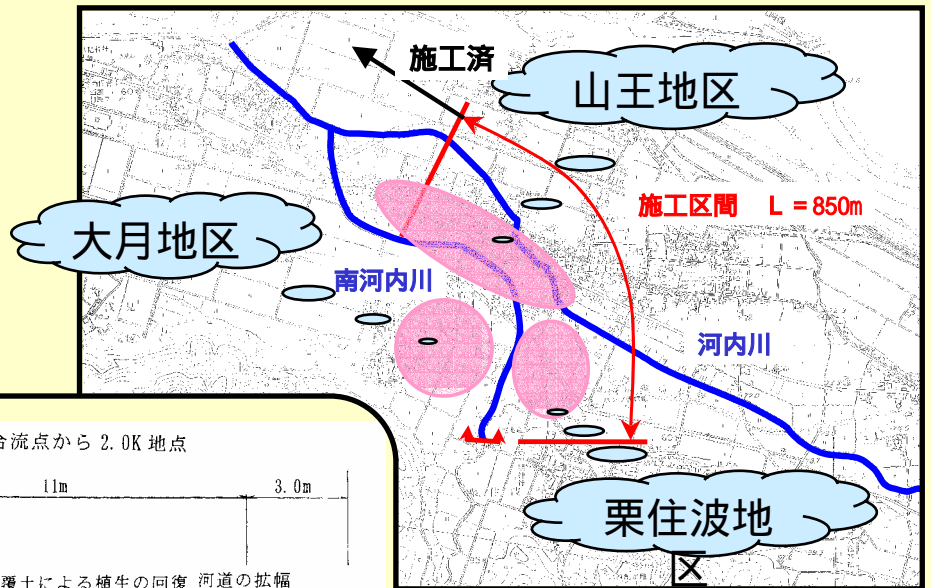 施工済
山王地区
施工区間 L=850m
大月地区
南河内川
河内川
流点から 2.0K 地点
11m
3.0m
覆土による植生の回復 河道の拡幅
栗住波地
区